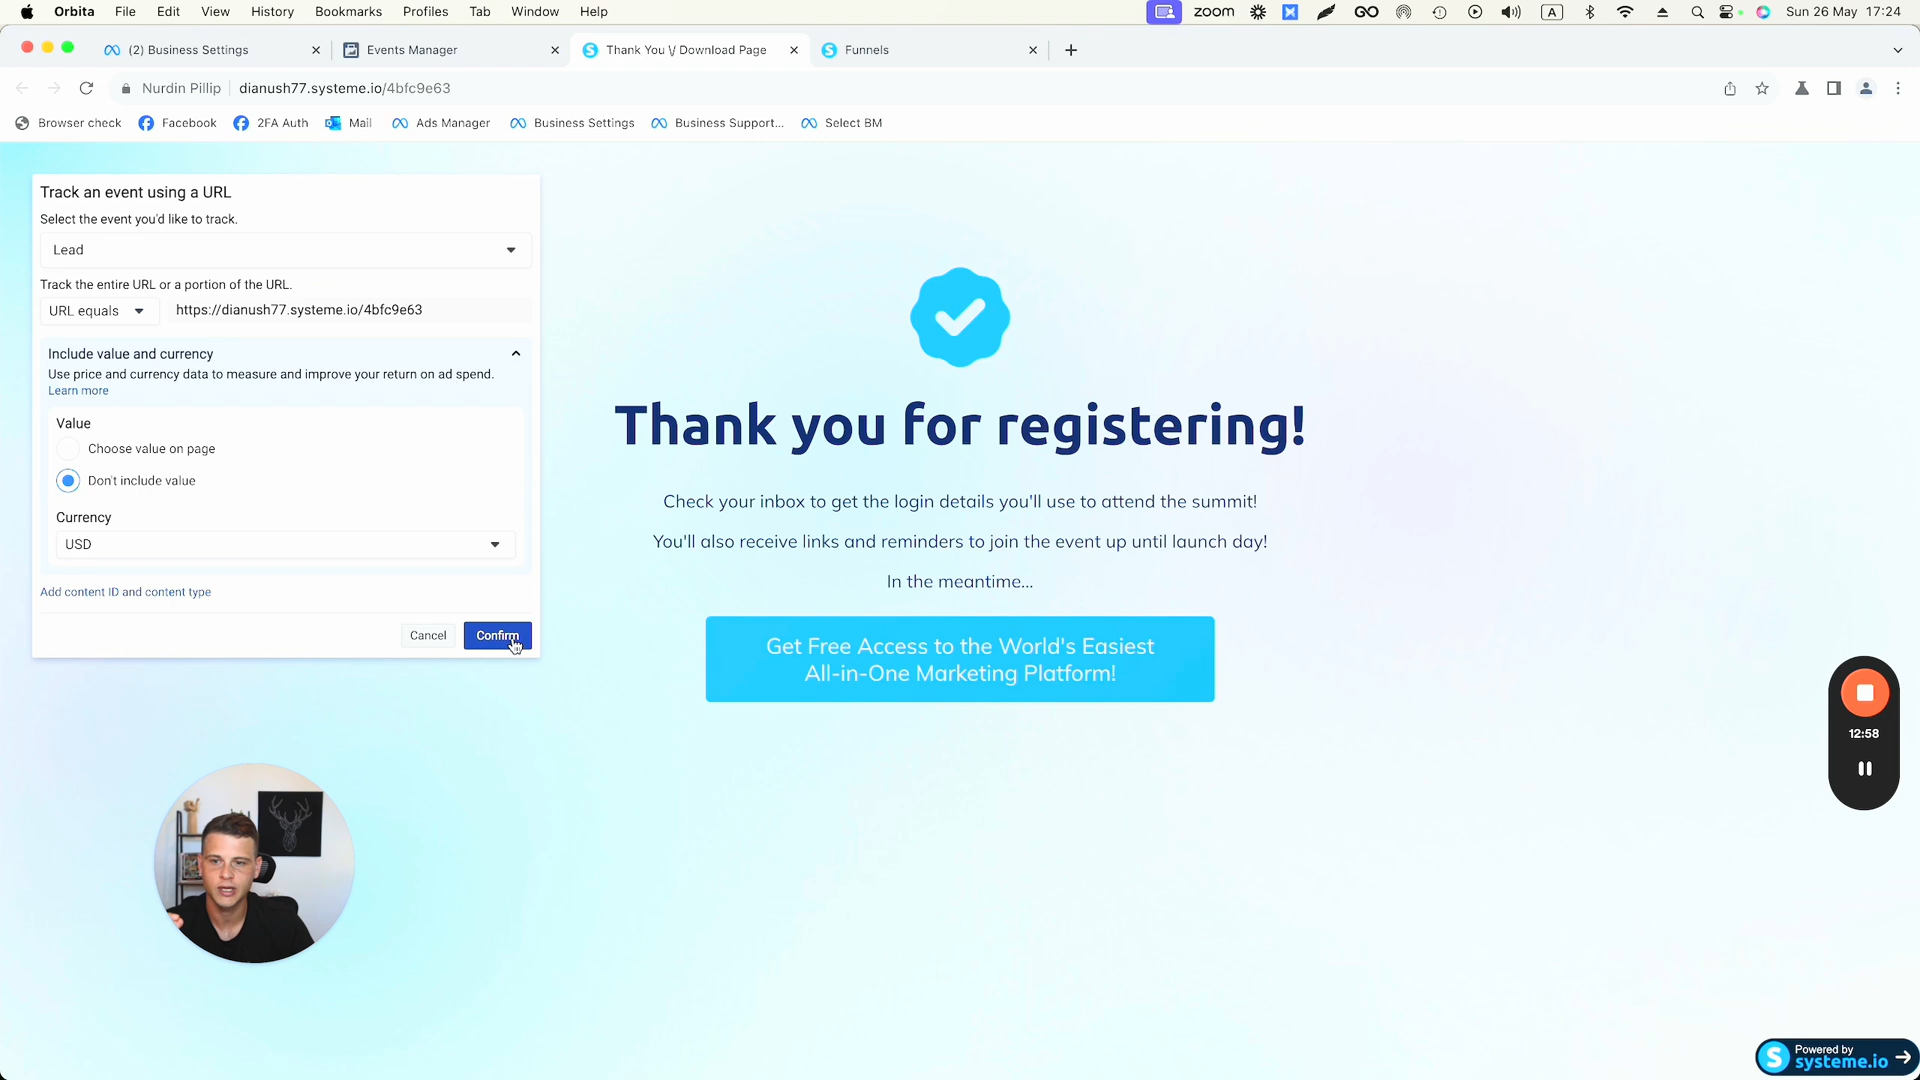 Orbita File Edit View History Bookmarks Profiles Tab Window Help
zoom A Sun 26 May 17:24
(2) Business Settings Events Manager Thank You \/ Download Page Funnels
Nurdin Pillip dianush77.systeme.io/4bfc9e63
Browser check Facebook 2FA Auth Mail Ads Manager Business Settings Business Support... Select BM
Track an event using a URL
Select the event you'd like to track.
Lead
Track the entire URL or a portion of the URL.
URL equals https://dianush77.systeme.io/4bfc9e63
Include value and currency
Use price and currency data to measure and improve your return on ad spend.
Learn more
Value
Choose value on page
Don't include value
Currency
USD
Add content ID and content type
Cancel Confirm
Thank you for registering!
Check your inbox to get the login details you'll use to attend the summit!
You'll also receive links and reminders to join the event up until launch day!
In the meantime...
Get Free Access to the World's Easiest
All-in-One Marketing Platform!
12:58
Powered by
systeme.io